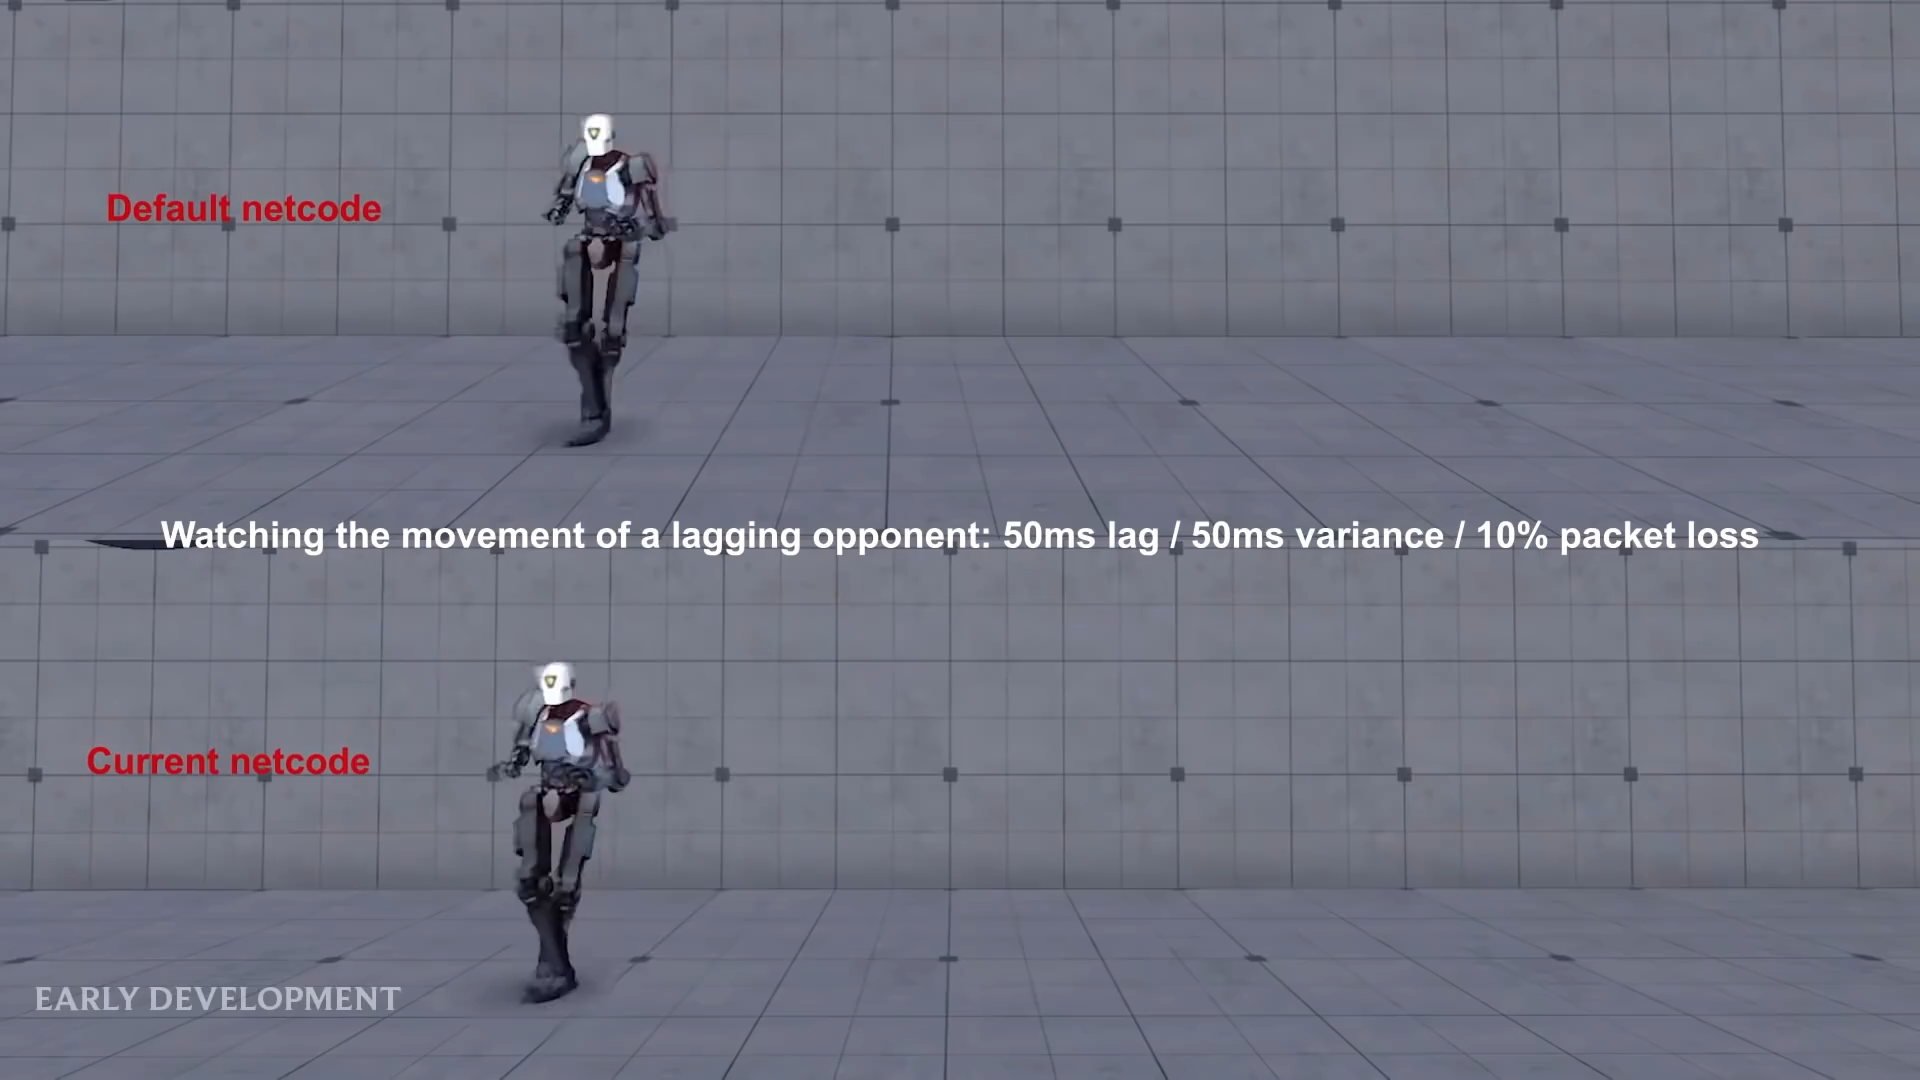 Default netcode
Watching the movement of a lagging opponent: 50ms lag / 50ms variance / 10% packet loss
Current netcode
EARLY DEVELOPMENT